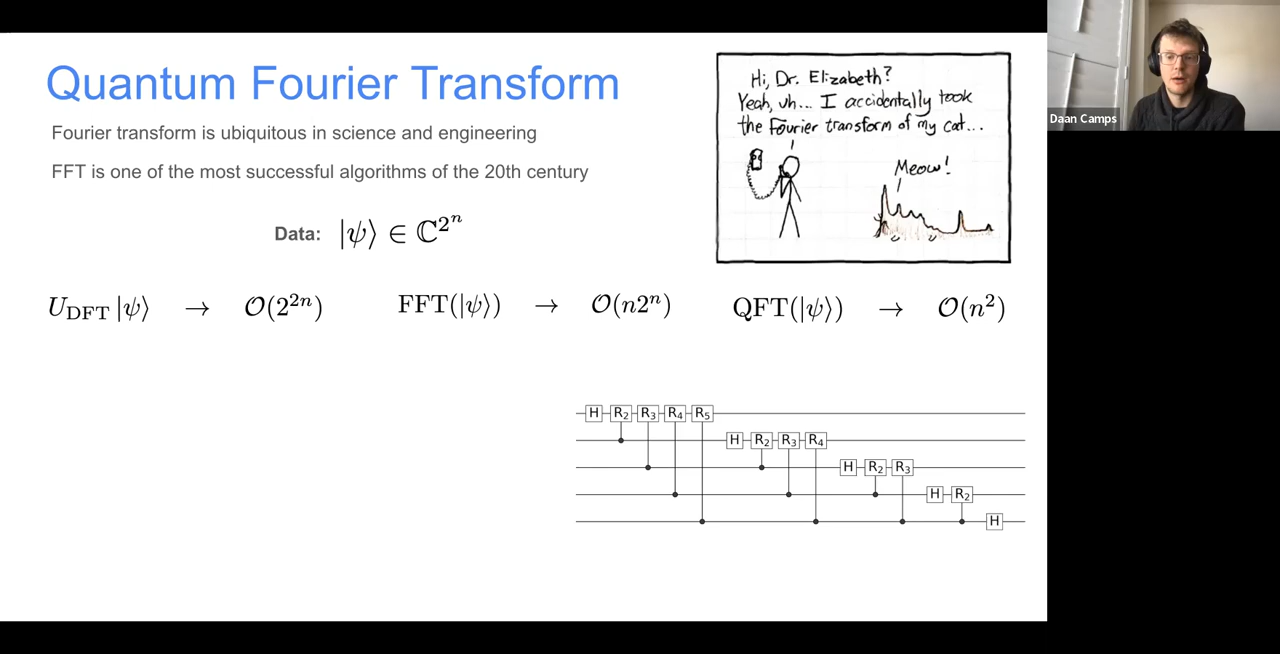 Quantum Fourier Transform
Fourier transform is ubiquitous in science and engineering
FFT is one of the most successful algorithms of the 20th century
Hi, Dr. Elizabeth?
Yeah, uh... I accidentally took
the Fourier transform of my cat...
Meow!
Daan Camps
Data: |ψ⟩ ∈ ℂ^{2^n}
U_DFT |ψ⟩ → 𝒪(2^{2n}) FFT(|ψ⟩) → 𝒪(n2^n) QFT(|ψ⟩) → 𝒪(n^2)
H R₂ R₃ R₄ R₅
H R₂ R₃ R₄
H R₂ R₃
H R₂
H